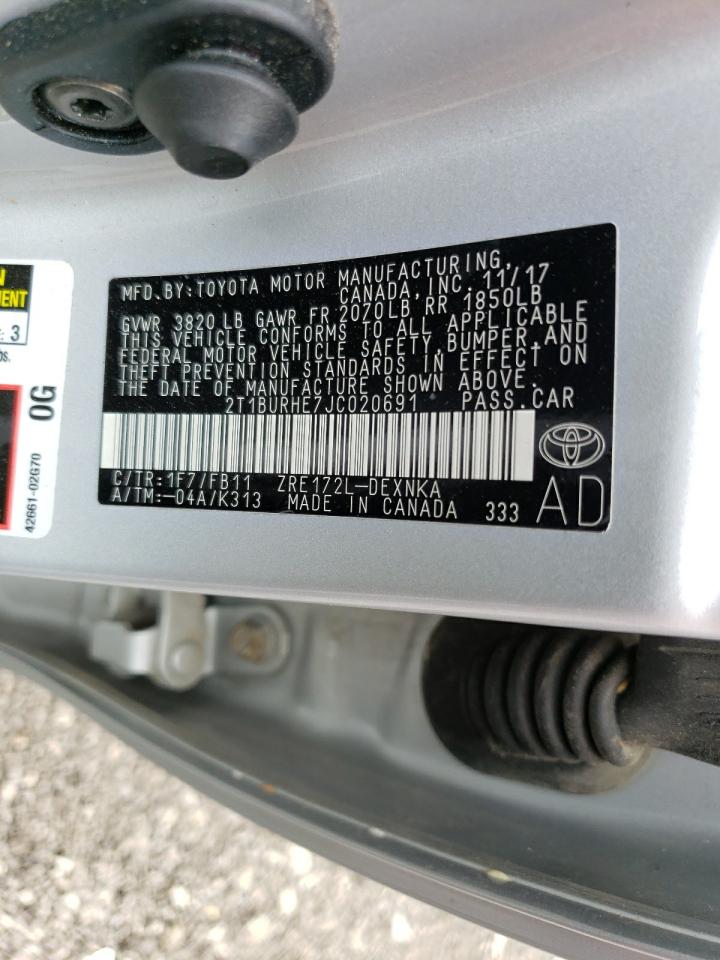 MFD.BY:TOYOTA MOTOR MANUFACTURING,
CANADA, INC. 11/17
GVWR 3820 LB GAWR FR 2070LB, RR 1850LB
THIS VEHICLE CONFORMS TO ALL APPLICABLE
FEDERAL MOTOR VEHICLE SAFETY, BUMPER, AND
THEFT PREVENTION STANDARDS IN EFFECT ON
THE DATE OF MANUFACTURE SHOWN ABOVE.
2T1BURHE7JC020691 PASS.CAR
C/TR:1F7/FB11 ZRE172L-DEXNKA
A/TM:-04A/K313 MADE IN CANADA 333 AD
N
MENT
: 3
os.
0G
42661-02G70